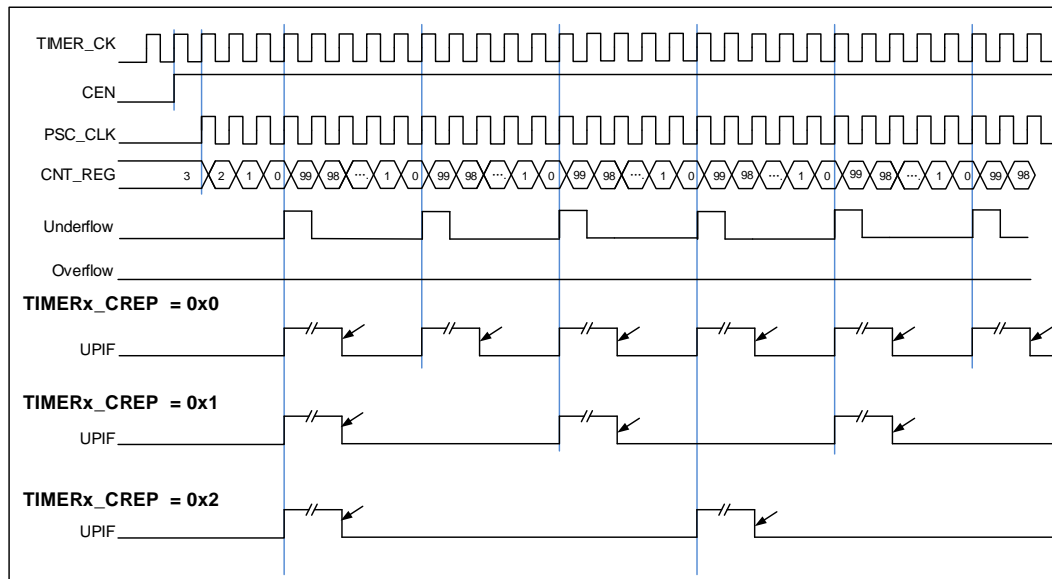 TIMER_CK
CEN
PSC_CLK
CNT_REG 3 2 1 0 99 98 .... 1 0 99 98 .... 1 0 99 98 .... 1 0 99 98 .... 1 0 99 98 .... 1 0 99 98
Underflow
Overflow
TIMERx_CREP = 0x0
UPIF
TIMERx_CREP = 0x1
UPIF
TIMERx_CREP = 0x2
UPIF